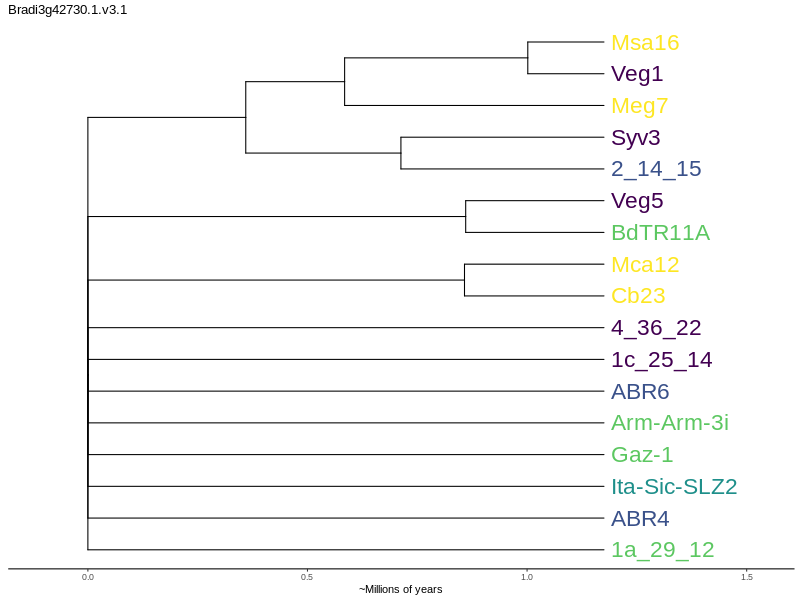 Bradi3g42730.1.v3.1
Msa16
Veg1
Meg7
Syv3
2_14_15
Veg5
BdTR11A
Mca12
Cb23
4_36_22
1c_25_14
ABR6
Arm-Arm-3i
Gaz-1
Ita-Sic-SLZ2
ABR4
1a_29_12
0.0 0.5 1.0 1.5
~Millions of years